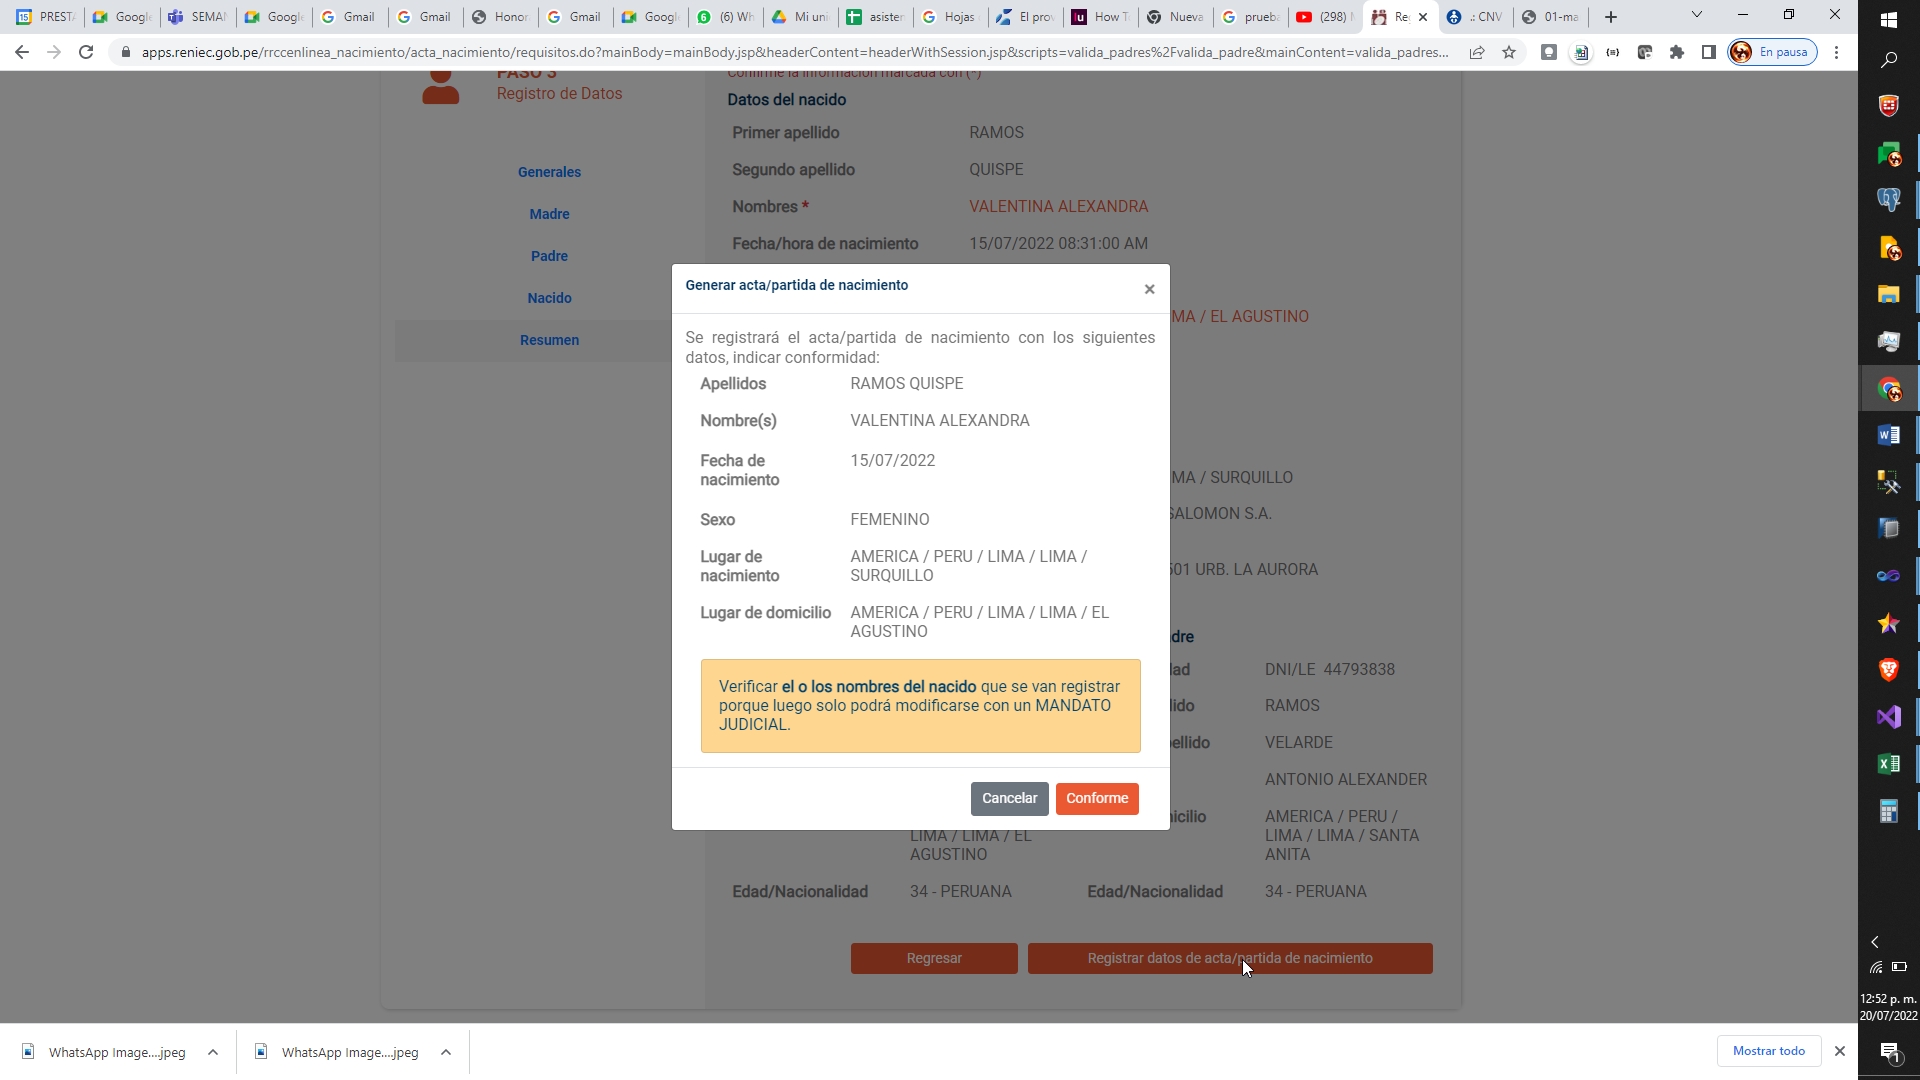 PREST
Google
SEMAN
Google
Gmail
Gmail
Honor
Gmail
Google
(6) Wh
Mi uni
asister
Hojas
El prov
How T
Nueva
prueba
(298)
Re
.: CNV
01-ma
apps.reniec.gob.pe/rrcccenlinea_nacimiento/acta_nacimiento/requisitos.do?mainBody=mainBody.jsp&headerContent=headerWithSession.jsp&scripts=valida_padres%2Fvalida_padre&mainContent=valida_padres...
En pausa
PASO 3
Registro de Datos
Generales
Madre
Padre
Nacido
Resumen
Confirme la información marcada con (*)
Datos del nacido
Primer apellido RAMOS
Segundo apellido QUISPE
Nombres * VALENTINA ALEXANDRA
Fecha/hora de nacimiento 15/07/2022 08:31:00 AM
MA / EL AGUSTINO
MA / SURQUILLO
SALOMON S.A.
501 URB. LA AURORA
Generar acta/partida de nacimiento
×
Se registrará el acta/partida de nacimiento con los siguientes
datos, indicar conformidad:
Apellidos RAMOS QUISPE
Nombre(s) VALENTINA ALEXANDRA
Fecha de
nacimiento
15/07/2022
Sexo FEMENINO
Lugar de
nacimiento
AMERICA / PERU / LIMA / LIMA /
SURQUILLO
Lugar de domicilio
AMERICA / PERU / LIMA / LIMA / EL
AGUSTINO
Verificar el o los nombres del nacido que se van registrar
porque luego solo podrá modificarse con un MANDATO
JUDICIAL.
Cancelar
Conforme
dre
dad DNI/LE 44793838
lido RAMOS
ellido VELARDE
ANTONIO ALEXANDER
icilio
AMERICA / PERU /
LIMA / LIMA / SANTA
ANITA
LIMA / LIMA / EL
AGUSTINO
Edad/Nacionalidad 34 - PERUANA
Edad/Nacionalidad 34 - PERUANA
Regresar
Registrar datos de acta/partida de nacimiento
WhatsApp Image....jpeg
WhatsApp Image....jpeg
Mostrar todo
12:52 p. m.
20/07/2022
1